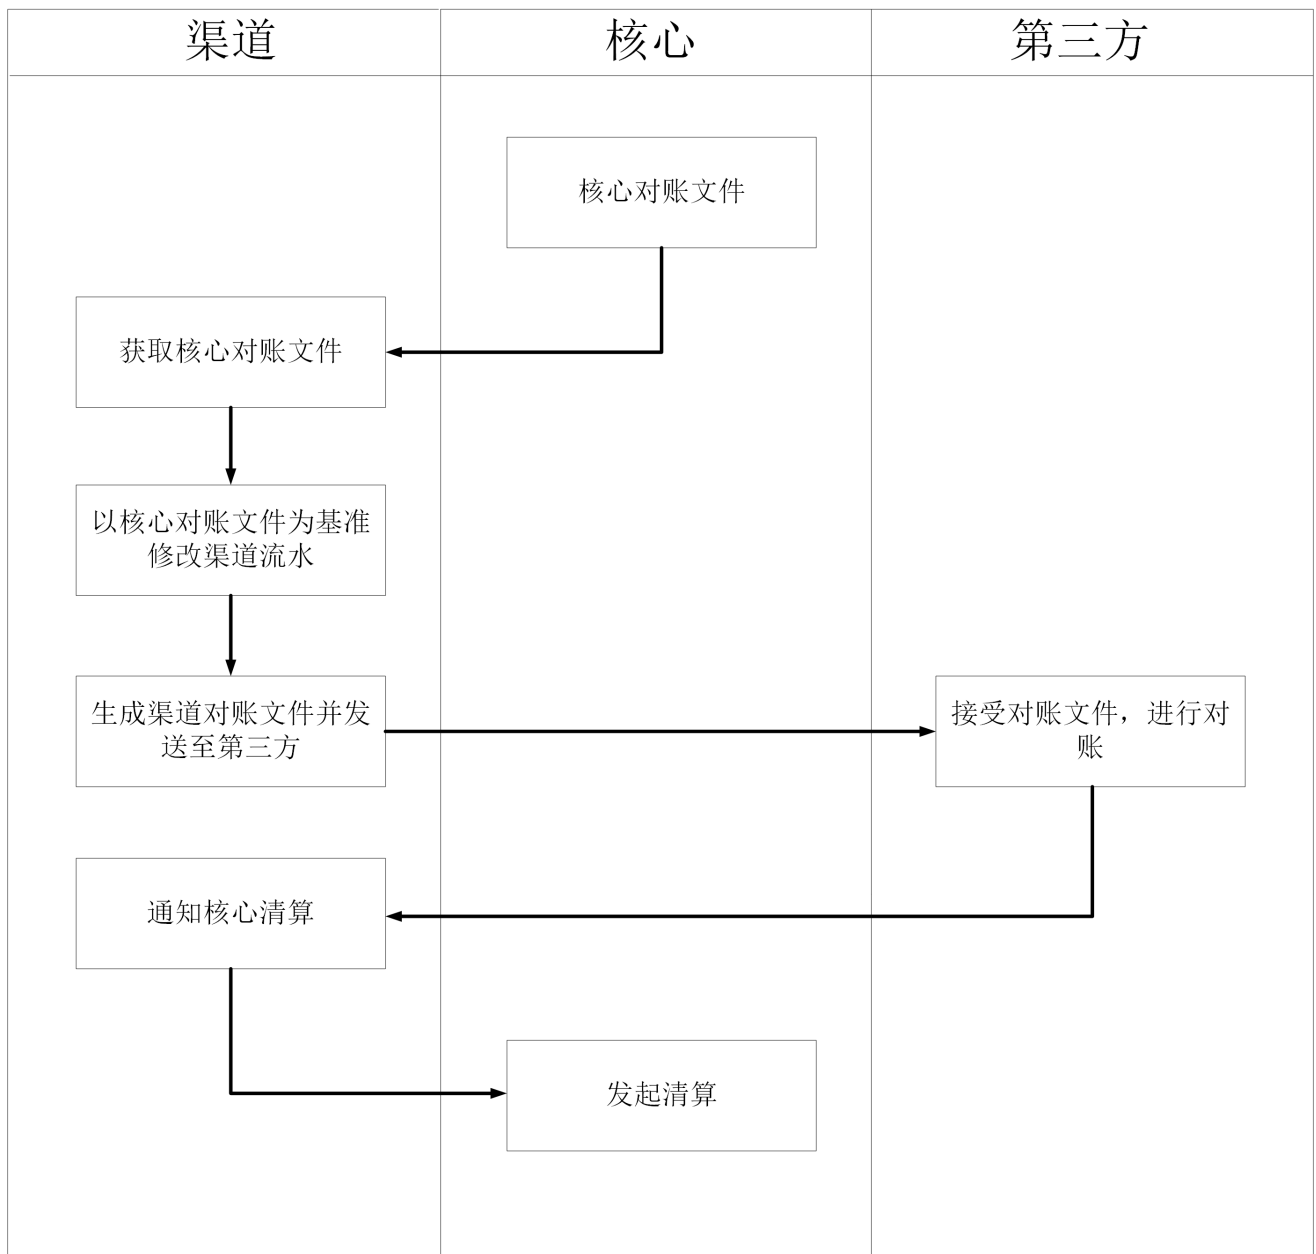 渠道
核心
第三方
核心对账文件
获取核心对账文件
以核心对账文件为基准
修改渠道流水
生成渠道对账文件并发
送至第三方
接受对账文件，进行对
账
通知核心清算
发起清算